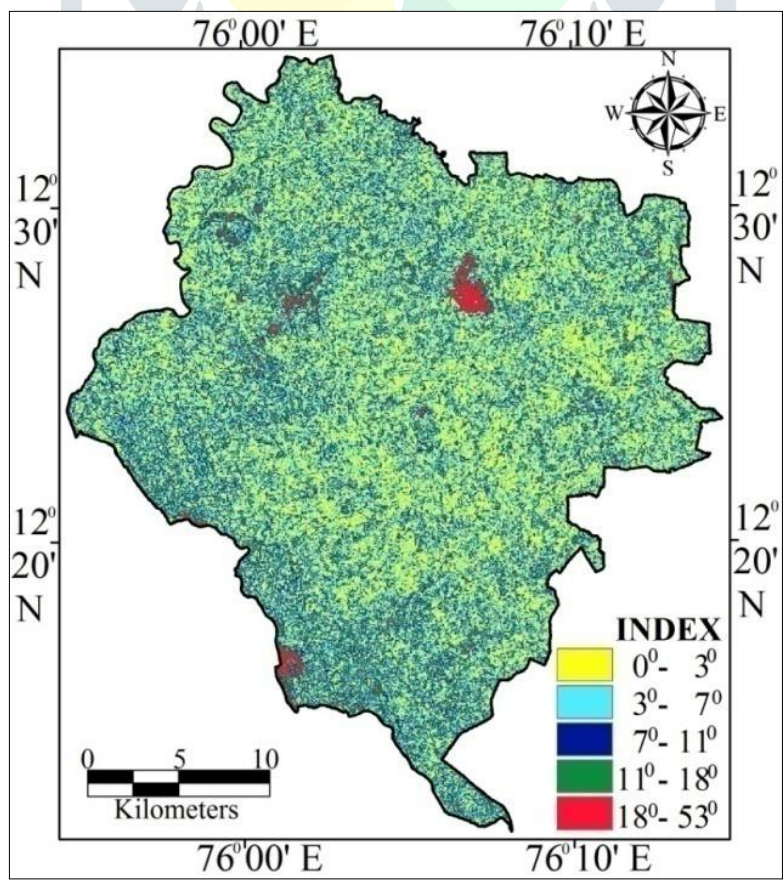 76⁰00' E
76⁰10' E
N
W
E
S
12⁰
30'
N
12⁰
30'
N
12⁰
20'
N
12⁰
20'
N
INDEX
0⁰- 3⁰
3⁰- 7⁰
7⁰- 11⁰
11⁰- 18⁰
18⁰- 53⁰
0 5 10
Kilometers
76⁰00' E
76⁰10' E